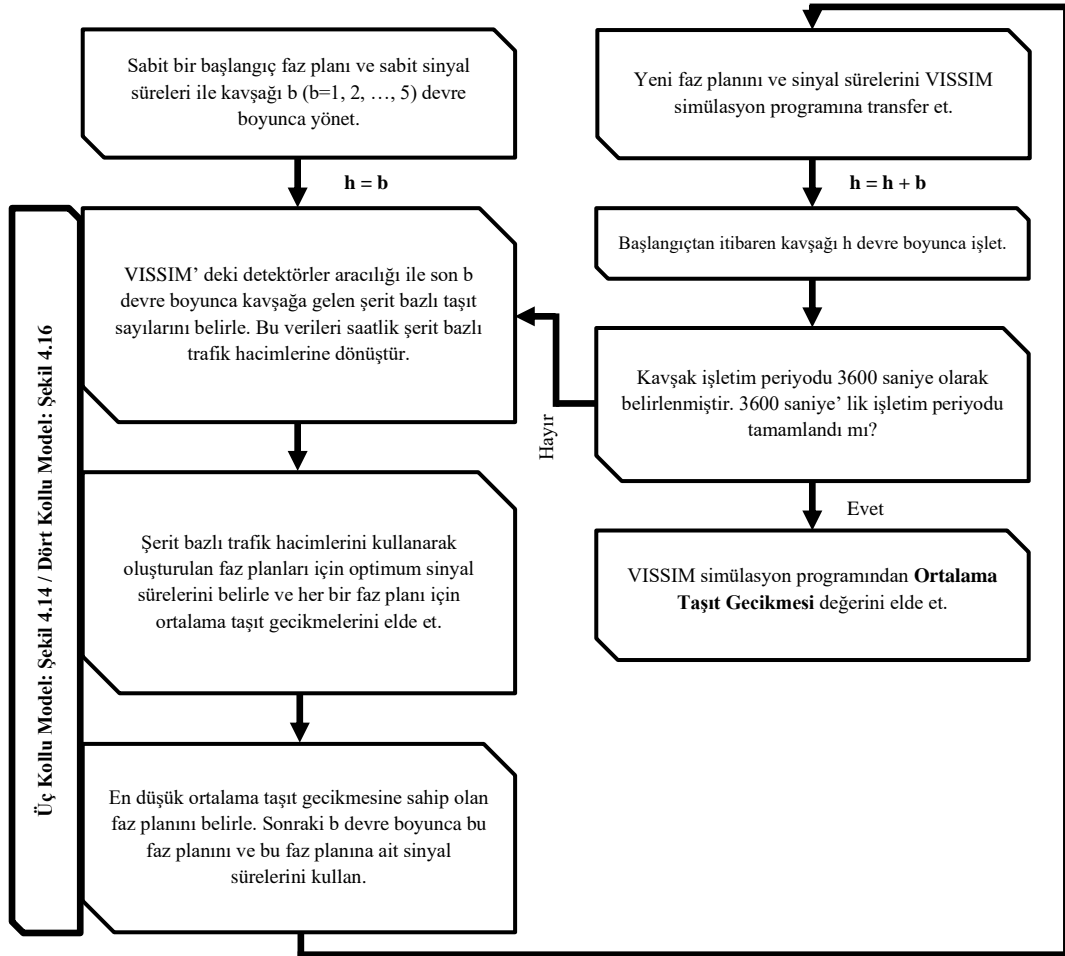 Sabit bir başlangıç faz planı ve sabit sinyal
süreleri ile kavşağı b (b=1, 2, …, 5) devre
boyunca yönet.
h = b
VISSIM’ deki detektörler aracılığı ile son b
devre boyunca kavşağa gelen şerit bazlı taşıt
sayılarını belirle. Bu verileri saatlik şerit bazlı
trafik hacimlerine dönüştür.
Şerit bazlı trafik hacimlerini kullanarak
oluşturulan faz planları için optimum sinyal
sürelerini belirle ve her bir faz planı için
ortalama taşıt gecikmelerini elde et.
En düşük ortalama taşıt gecikmesine sahip olan
faz planını belirle. Sonraki b devre boyunca bu
faz planını ve bu faz planına ait sinyal
sürelerini kullan.
Üç Kollu Model: Şekil 4.14 / Dört Kollu Model: Şekil 4.16
Yeni faz planını ve sinyal sürelerini VISSIM
simülasyon programına transfer et.
h = h + b
Başlangıçtan itibaren kavşağı h devre boyunca işlet.
Kavşak işletim periyodu 3600 saniye olarak
belirlenmiştir. 3600 saniye’ lik işletim periyodu
tamamlandı mı?
Hayır
Evet
VISSIM simülasyon programından Ortalama
Taşıt Gecikmesi değerini elde et.